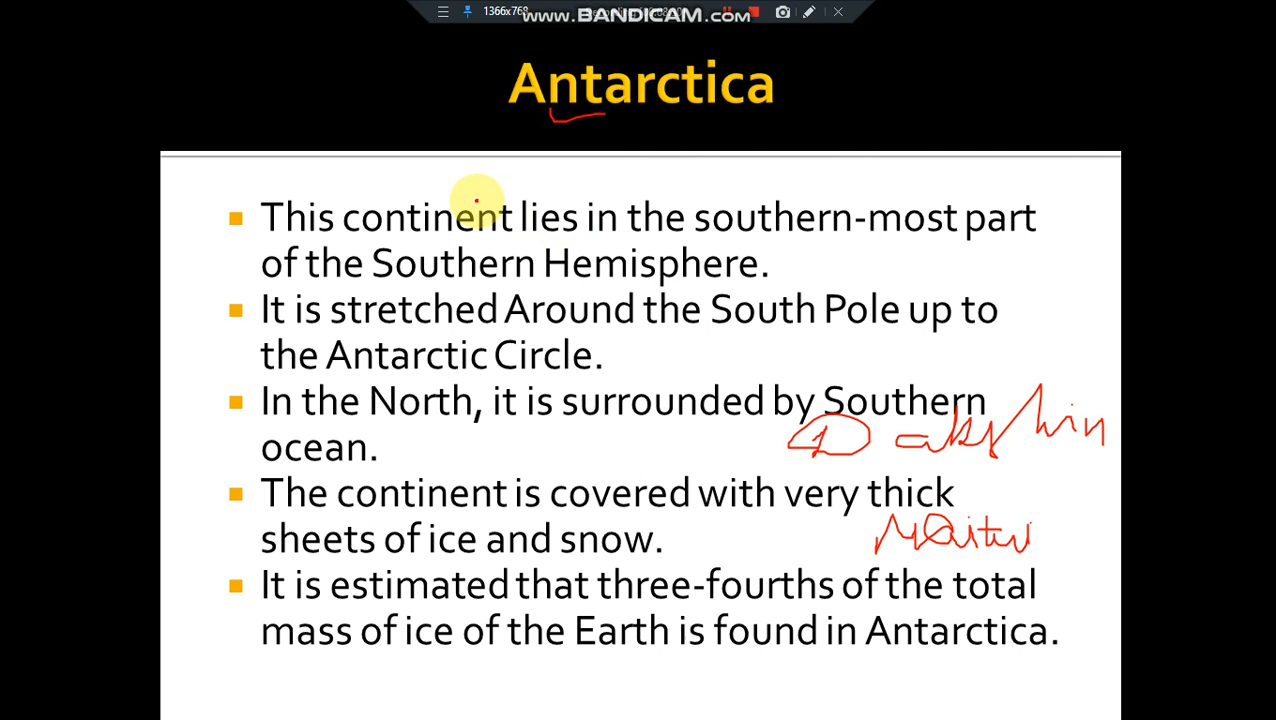 1366x768
www.BANDICAM.com
Antarctica
This continent lies in the southern-most part
of the Southern Hemisphere.
It is stretched Around the South Pole up to
the Antarctic Circle.
In the North, it is surrounded by Southern
ocean.
Dakshin
The continent is covered with very thick
sheets of ice and snow.
Maitri
It is estimated that three-fourths of the total
mass of ice of the Earth is found in Antarctica.